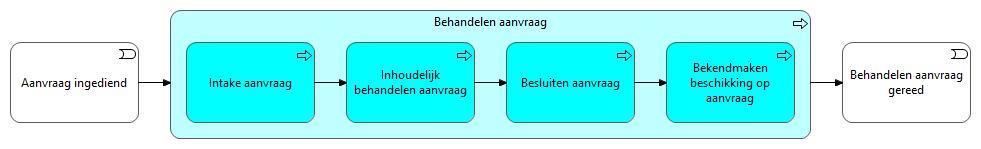 Behandelen aanvraag
Aanvraag ingediend
Intake aanvraag
Inhoudelijk
behandelen aanvraag
Besluiten aanvraag
Bekendmaken
beschikking op
aanvraag
Behandelen aanvraag
gereed